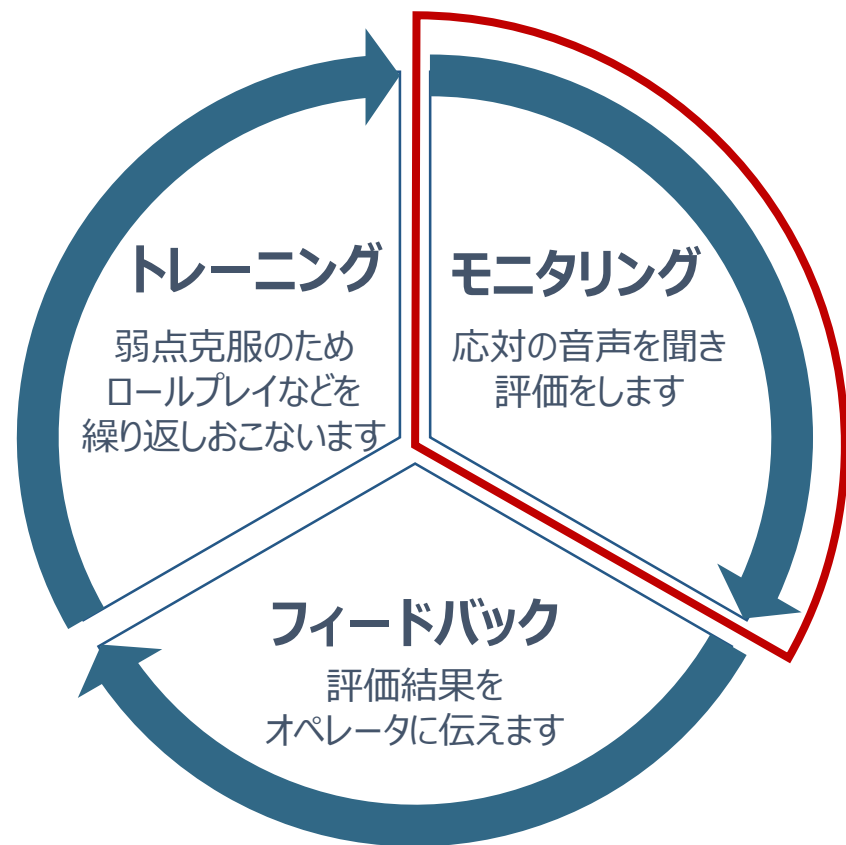 トレーニング
弱点克服のため
ロールプレイなどを
繰り返しおこないます
モニタリング
応対の音声を聞き
評価をします
フィードバック
評価結果を
オペレータに伝えます